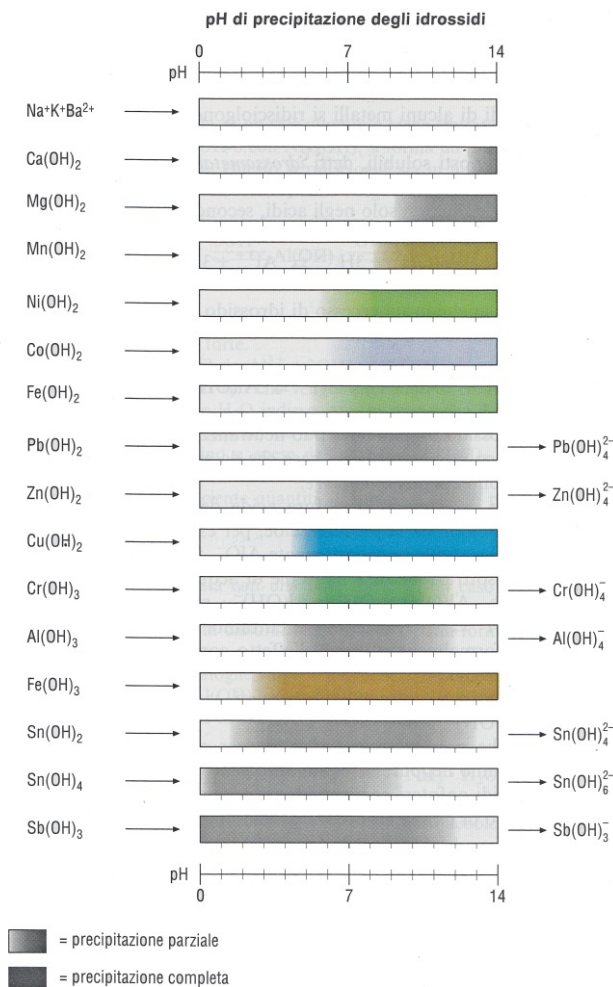 pH di precipitazione degli idrossidi
0 7 14
pH
Na⁺K⁺Ba²⁺
Ca(OH)₂
Mg(OH)₂
Mn(OH)₂
Ni(OH)₂
Co(OH)₂
Fe(OH)₂
Pb(OH)₂ Pb(OH)₄²⁻
Zn(OH)₂ Zn(OH)₄²⁻
Cu(OH)₂
Cr(OH)₃ Cr(OH)₄⁻
Al(OH)₃ Al(OH)₄⁻
Fe(OH)₃
Sn(OH)₂ Sn(OH)₄²⁻
Sn(OH)₄ Sn(OH)₆²⁻
Sb(OH)₃ Sb(OH)₃⁻
pH
0 7 14
= precipitazione parziale
= precipitazione completa